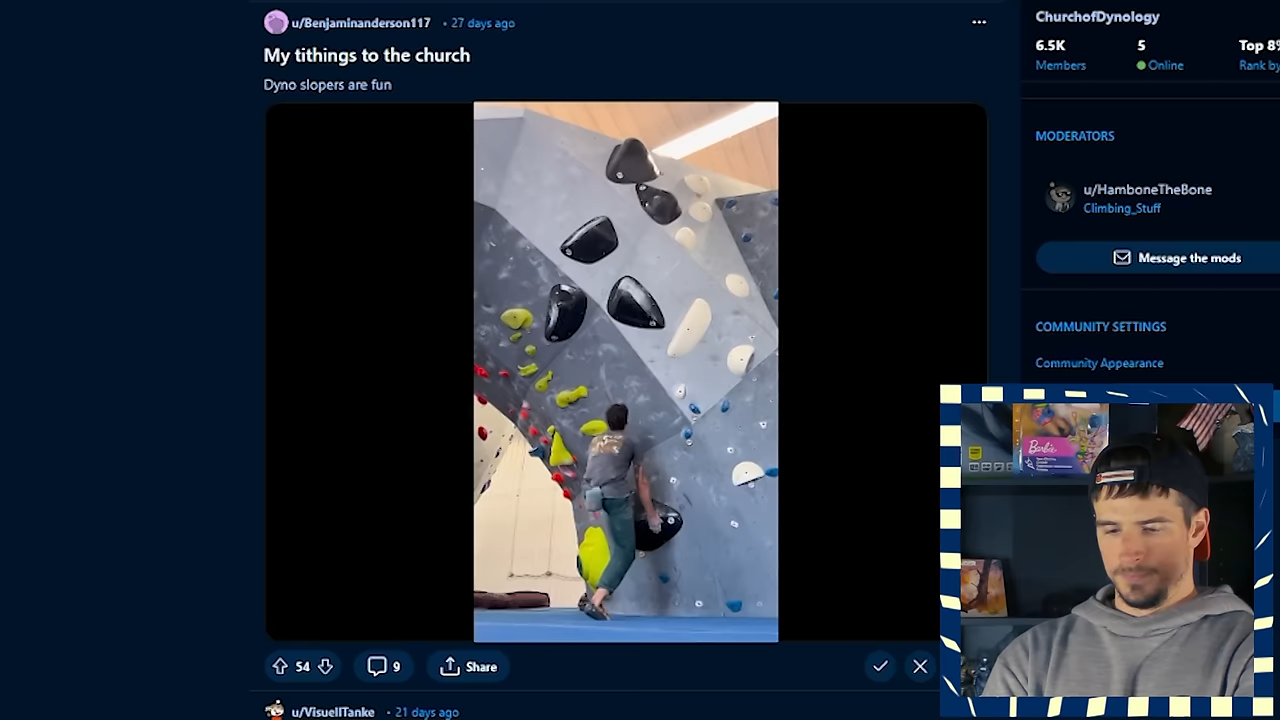 u/Benjaminanderson117 • 27 days ago
My tithings to the church
Dyno slopers are fun
54
9
Share
u/VisuellTanke • 21 days ago
ChurchofDynology
6.5K 5 Top 8%
Members Online Rank by
MODERATORS
u/HamboneTheBone
Climbing_Stuff
Message the mods
COMMUNITY SETTINGS
Community Appearance
Barbie